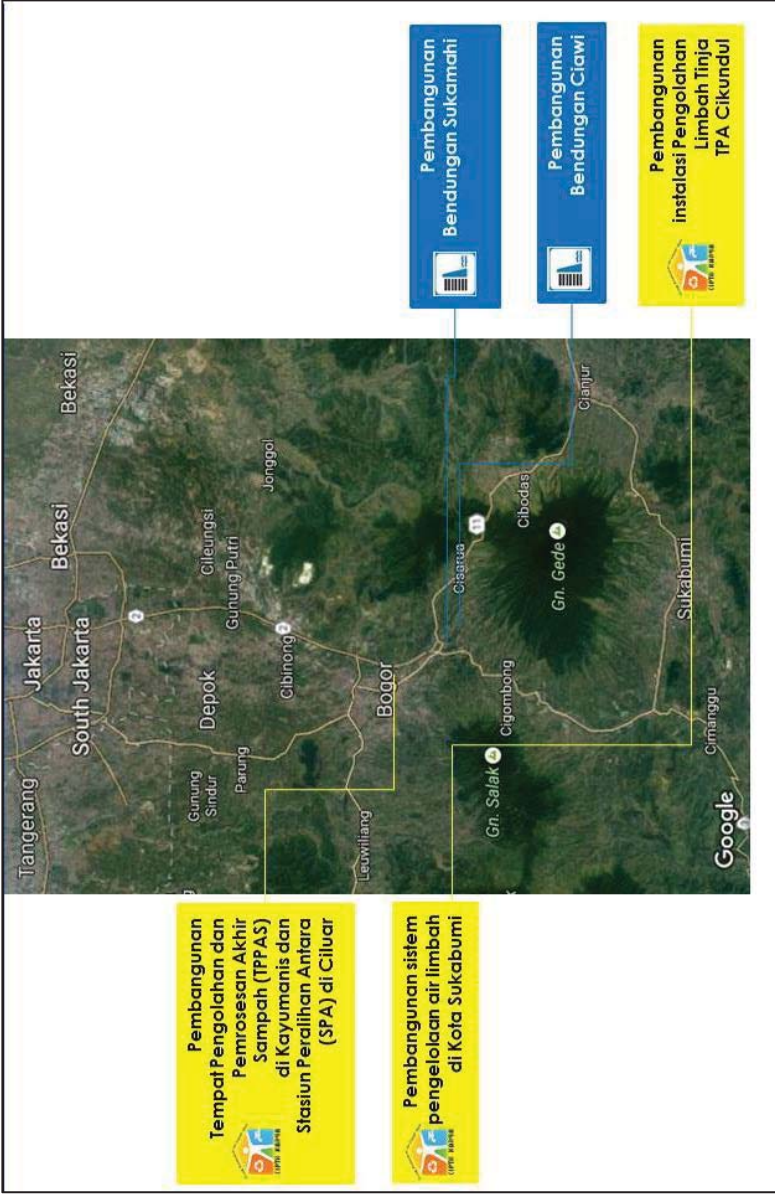 Pembangunan
Tempat Pengolahan dan
Pemrosesan Akhir
Sampah (TPPAS)
di Kayumanis dan
Stasiun Peralihan Antara
(SPA) di Ciluar
Pembangunan sistem
pengelolaan air limbah
di Kota Sukabumi
Tangerang
Jakarta
South Jakarta
Bekasi
Bekasi
2
Depok
Cileungsi
Gunung Putri
Gunung
Sindur
Parung
Cibinong
2
Jonggol
Leuwiliang
Bogor
Cisarua
11
Cigombong
Gn. Salak
Cibodas
Gn. Gede
Cianjur
Sukabumi
Cimanggu
Google
Pembangunan
Bendungan Sukamahi
Pembangunan
Bendungan Ciawi
Pembangunan
instalasi Pengolahan
Limbah Tinja
TPA Cikundul